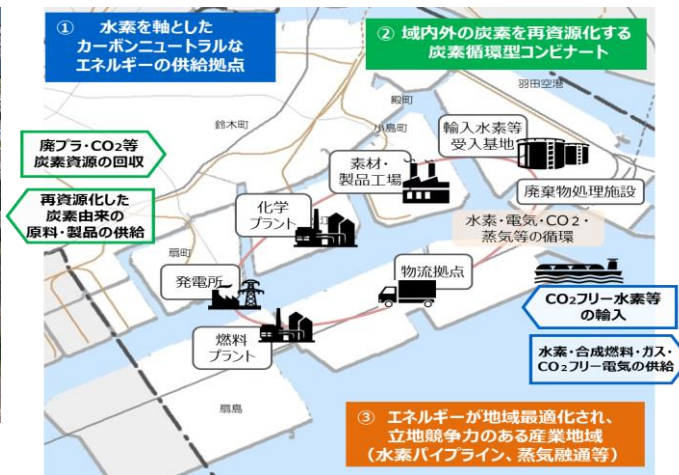 ① 水素を軸とした
カーボンニュートラルな
エネルギーの供給拠点
② 域内外の炭素を再資源化する
炭素循環型コンビナート
羽田空港
殿町
鈴木町
小島町
輸入水素等
受入基地
廃プラ・CO₂等
炭素資源の回収
素材・
製品工場
廃棄物処理施設
再資源化した
炭素由来の
原料・製品の供給
化学
プラント
水素・電気・CO2・
蒸気等の循環
扇町
発電所
物流拠点
CO₂フリー水素等
の輸入
燃料
プラント
水素・合成燃料・ガス・
CO₂フリー電気の供給
扇島
③ エネルギーが地域最適化され、
立地競争力のある産業地域
（水素パイプライン、蒸気融通等）